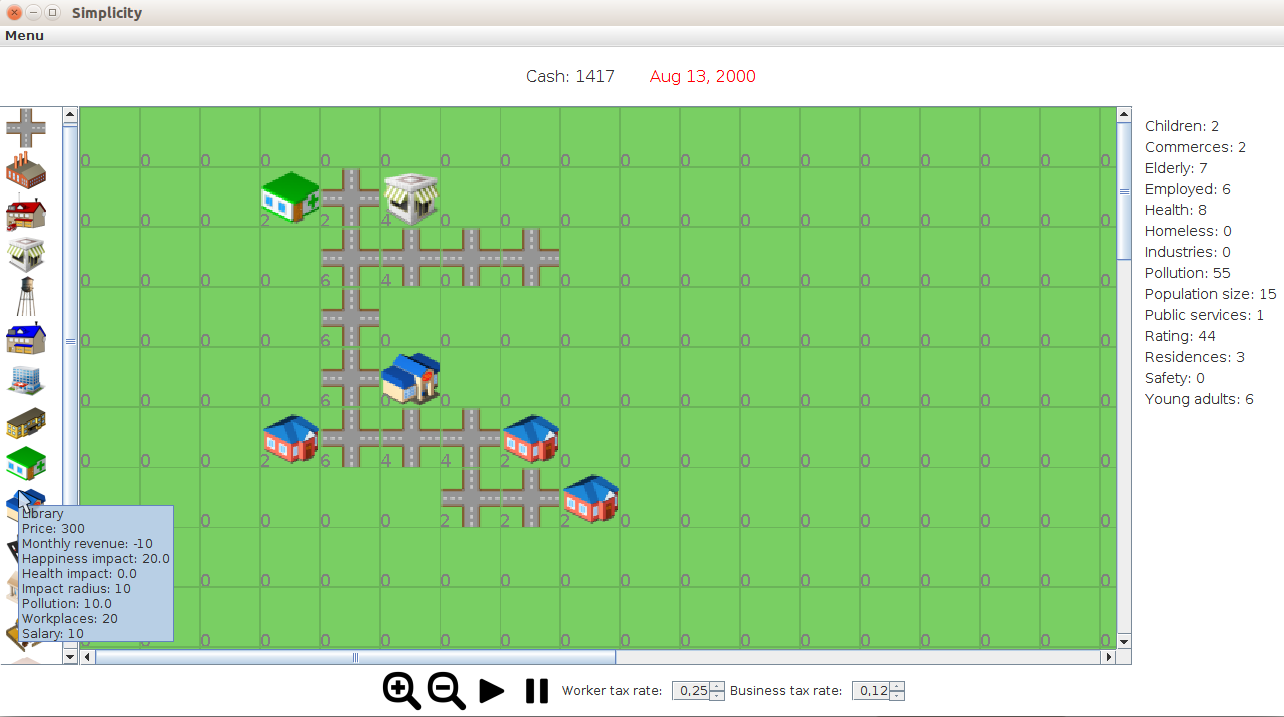 Simplicity
Menu
Cash: 1417 Aug 13, 2000
0 0 0 0 0 0 0 0 0 0 0 0 0 0 0 0 0 0
0 0 0 2 2 4 0 0 0 0 0 0 0 0 0 0 0 0
0 0 0 0 6 4 0 0 0 0 0 0 0 0 0 0 0 0
0 0 0 0 6 0 0 0 0 0 0 0 0 0 0 0 0 0
0 0 0 0 6 0 0 0 0 0 0 0 0 0 0 0 0 0
0 0 0 2 6 4 4 2 0 0 0 0 0 0 0 0 0 0
0 0 0 0 2 2 2 0 0 0 0 0 0 0 0 0
0 0 0 0 0 0 0 0 0 0 0 0 0 0 0 0
0 0 0 0 0 0 0 0 0 0 0 0 0 0 0 0
Library
Price: 300
Monthly revenue: -10
Happiness impact: 20.0
Health impact: 0.0
Impact radius: 10
Pollution: 10.0
Workplaces: 20
Salary: 10
Children: 2
Commerces: 2
Elderly: 7
Employed: 6
Health: 8
Homeless: 0
Industries: 0
Pollution: 55
Population size: 15
Public services: 1
Rating: 44
Residences: 3
Safety: 0
Young adults: 6
Worker tax rate: 0,25 Business tax rate: 0,12